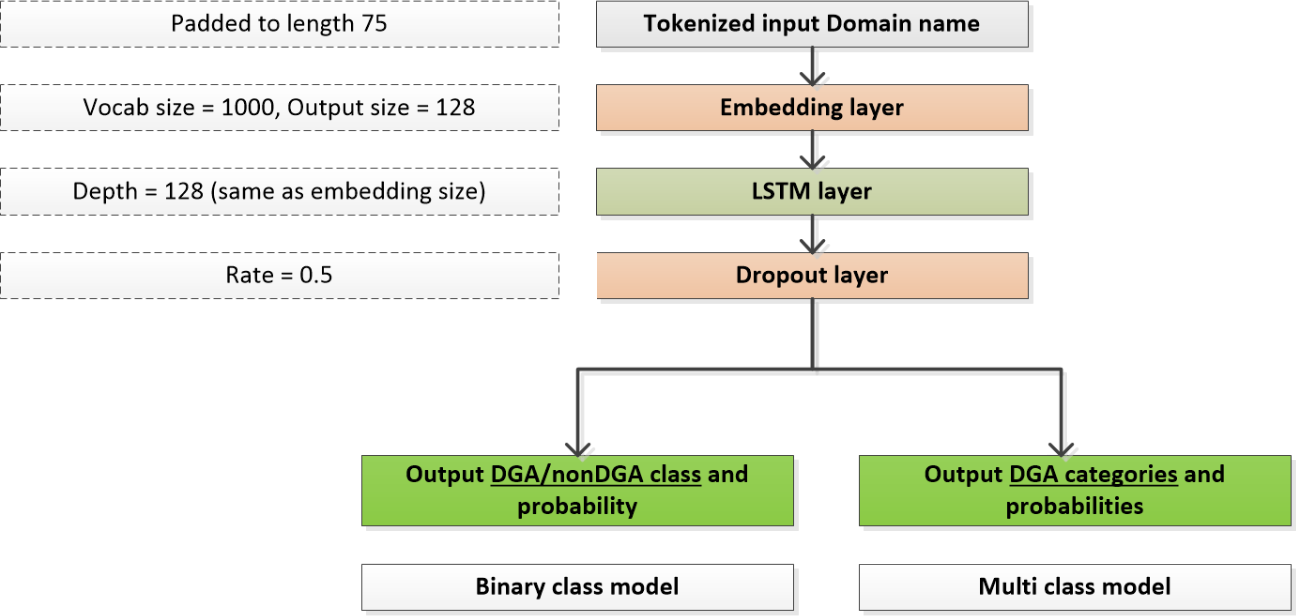 Padded to length 75
Tokenized input Domain name
Vocab size = 1000, Output size = 128
Embedding layer
Depth = 128 (same as embedding size)
LSTM layer
Rate = 0.5
Dropout layer
Output DGA/nonDGA class and
probability
Output DGA categories and
probabilities
Binary class model
Multi class model